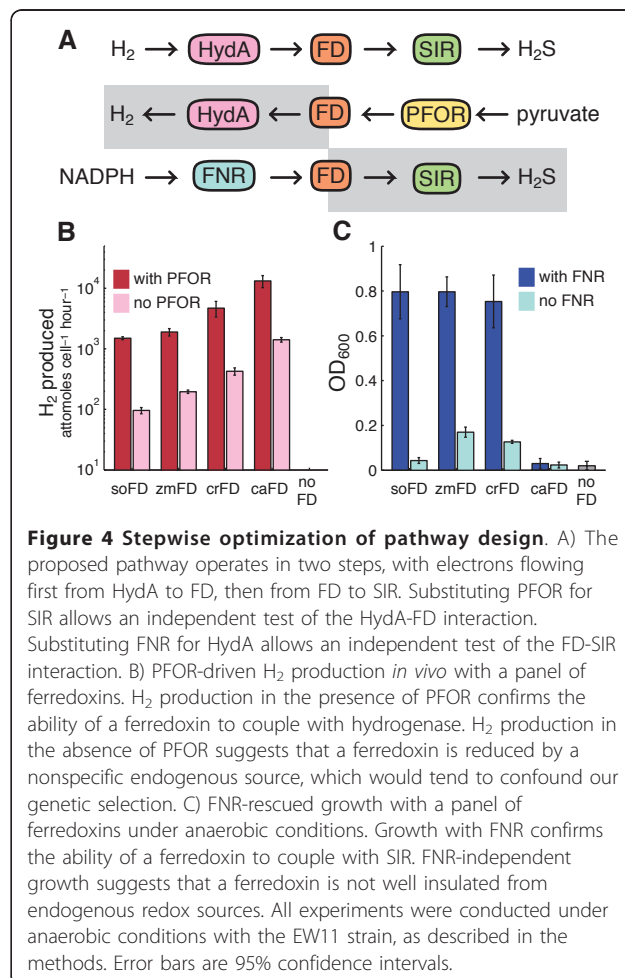 A
H₂ → HydA → FD → SIR → H₂S
H₂ ← HydA ← FD ← PFOR ← pyruvate
NADPH → FNR → FD → SIR → H₂S
B
H₂ produced
attomoles cell⁻¹ hour⁻¹
10⁴
10³
10²
10¹
with PFOR
no PFOR
soFD zmFD crFD caFD no FD
C
OD₆₀₀
1
0.8
0.6
0.4
0.2
0
with FNR
no FNR
soFD zmFD crFD caFD no FD
Figure 4 Stepwise optimization of pathway design. A) The
proposed pathway operates in two steps, with electrons flowing
first from HydA to FD, then from FD to SIR. Substituting PFOR for
SIR allows an independent test of the HydA-FD interaction.
Substituting FNR for HydA allows an independent test of the FD-SIR
interaction. B) PFOR-driven H₂ production in vivo with a panel of
ferredoxins. H₂ production in the presence of PFOR confirms the
ability of a ferredoxin to couple with hydrogenase. H₂ production in
the absence of PFOR suggests that a ferredoxin is reduced by a
nonspecific endogenous source, which would tend to confound our
genetic selection. C) FNR-rescued growth with a panel of
ferredoxins under anaerobic conditions. Growth with FNR confirms
the ability of a ferredoxin to couple with SIR. FNR-independent
growth suggests that a ferredoxin is not well insulated from
endogenous redox sources. All experiments were conducted under
anaerobic conditions with the EW11 strain, as described in the
methods. Error bars are 95% confidence intervals.